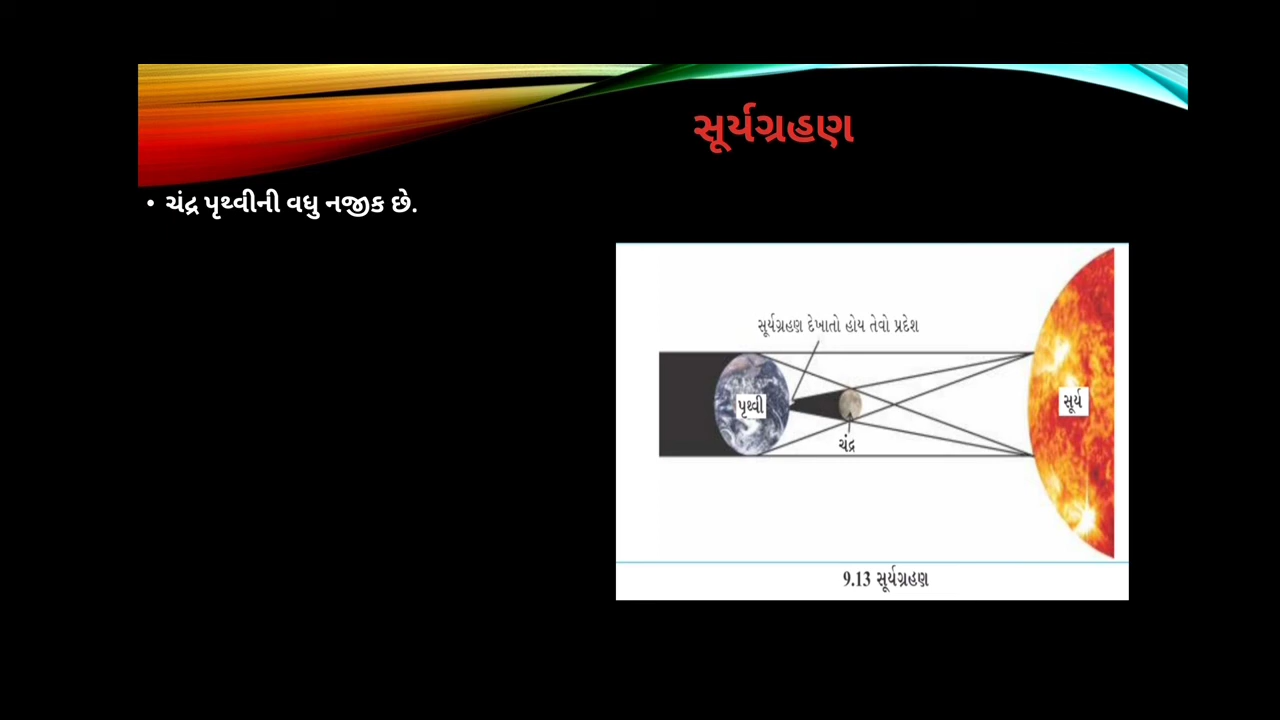 સૂર્યગ્રહણ
• ચંદ્ર પૃથ્વીની વધુ નજીક છે.
સૂર્યગ્રહણ દેખાતો હોય તેવો પ્રદેશ
પૃથ્વી
ચંદ્ર
સૂર્ય
9.13 સૂર્યગ્રહણ